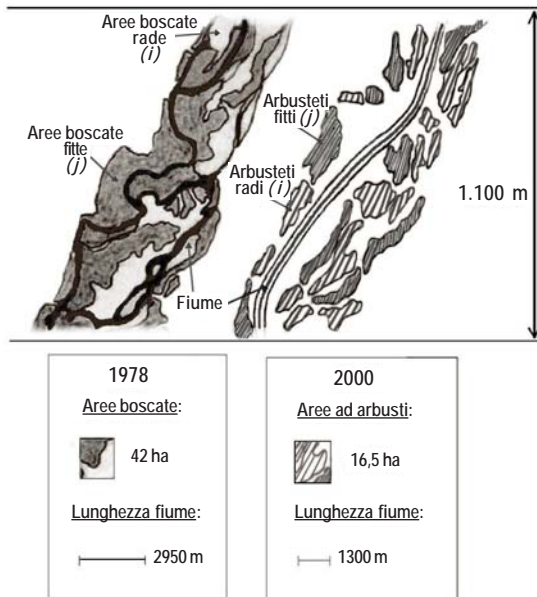 Aree boscate
rade
(i)
Aree boscate
fitte
(j)
Arbusteti
fitti (j)
Arbusteti
radi (i)
1.100 m
Fiume
1978
Aree boscate:
42 ha
Lunghezza fiume:
2950 m
2000
Aree ad arbusti:
16,5 ha
Lunghezza fiume:
1300 m